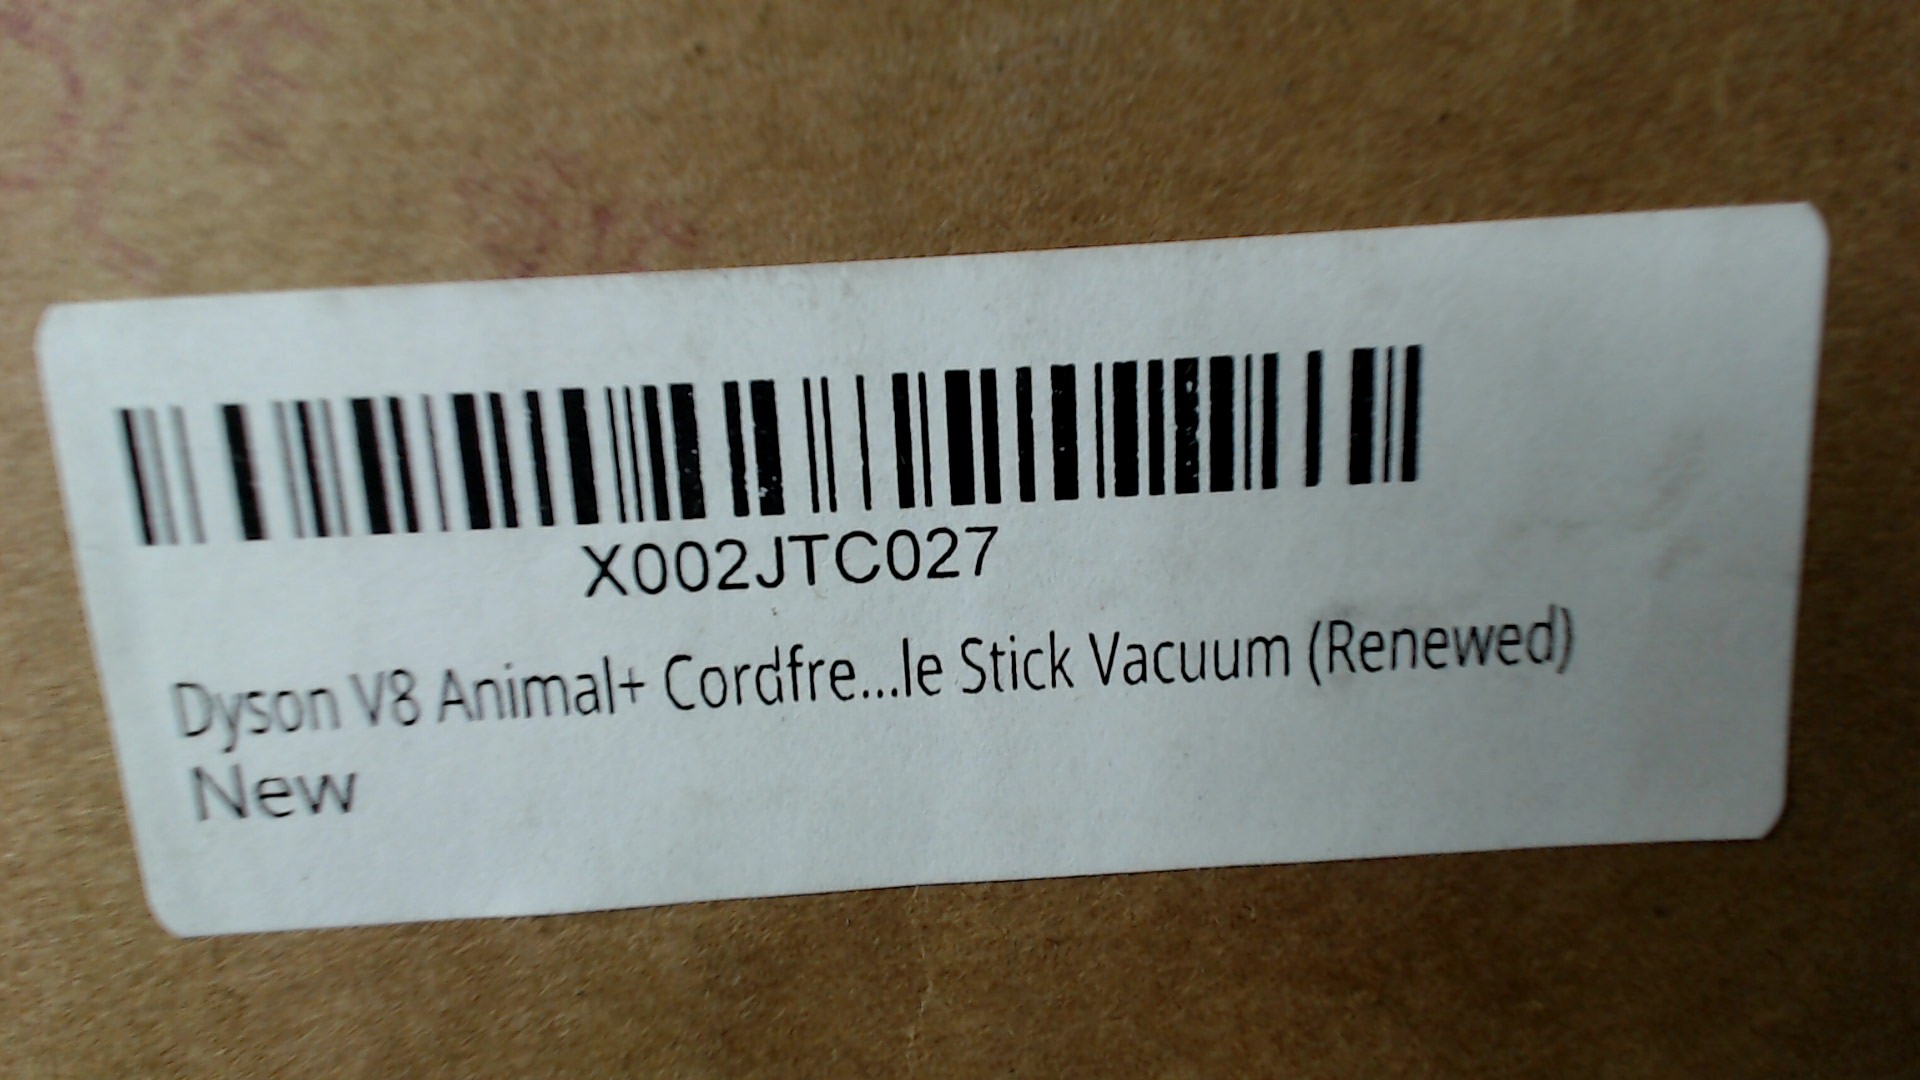 X002JTC027
Dyson V8 Animal+ Cordfre...le Stick Vacuum (Renewed)
New